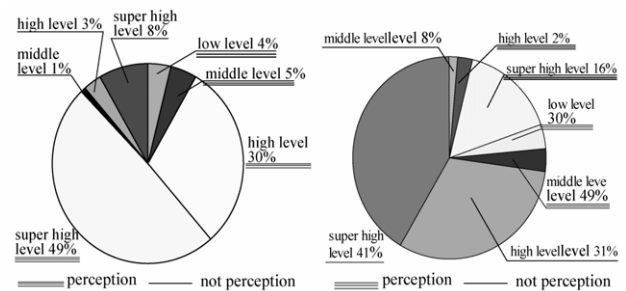 high level 3%
super high
level 8%
low level 4%
middle
level 1%
middle level 5%
high level
30%
super high
level 49%
perception
not perception
middle levellevel 8%
high level 2%
super high level 16%
low level
30%
middle leve
level 49%
high levellevel 31%
super high
level 41%
perception
not perception